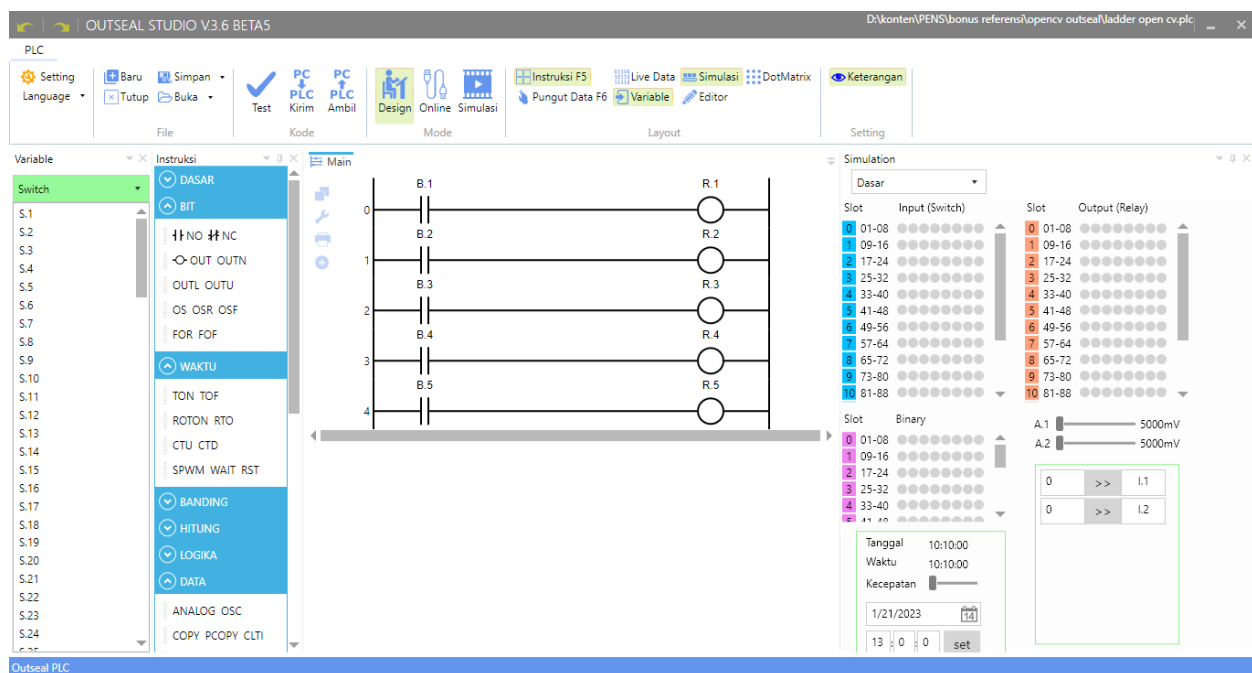 OUTSEAL STUDIO V.3.6 BETA5
D:\konten\PENS\bonus referensi\opencv outseal\ladder open cv.plc
PLC
Setting
Language
Baru
Simpan
Tutup
Buka
File
Test
PC
PLC
Kirim
PC
PLC
Ambil
Kode
Design
Online
Simulasi
Mode
Instruksi F5
Live Data
Simulasi
DotMatrix
Pungut Data F6
Variable
Editor
Layout
Keterangan
Setting
Variable
Switch
S.1
S.2
S.3
S.4
S.5
S.6
S.7
S.8
S.9
S.10
S.11
S.12
S.13
S.14
S.15
S.16
S.17
S.18
S.19
S.20
S.21
S.22
S.23
S.24
Instruksi
DASAR
BIT
NO NC
OUT OUTN
OUTL OUTU
OS OSR OSF
FOR FOF
WAKTU
TON TOF
ROTON RTO
CTU CTD
SPWM WAIT RST
BANDING
HITUNG
LOGIKA
DATA
ANALOG OSC
COPY PCOPY CLTI
Main
B.1 R.1
0
B.2 R.2
1
B.3 R.3
2
B.4 R.4
3
B.5 R.5
4
Simulation
Dasar
Slot Input (Switch)
0 01-08
1 09-16
2 17-24
3 25-32
4 33-40
5 41-48
6 49-56
7 57-64
8 65-72
9 73-80
10 81-88
Slot Output (Relay)
0 01-08
1 09-16
2 17-24
3 25-32
4 33-40
5 41-48
6 49-56
7 57-64
8 65-72
9 73-80
10 81-88
Slot Binary
0 01-08
1 09-16
2 17-24
3 25-32
4 33-40
A.1 5000mV
A.2 5000mV
0 >> I.1
0 >> I.2
Tanggal 10:10:00
Waktu 10:10:00
Kecepatan
1/21/2023 14
13 : 0 : 0 set
Outseal PLC